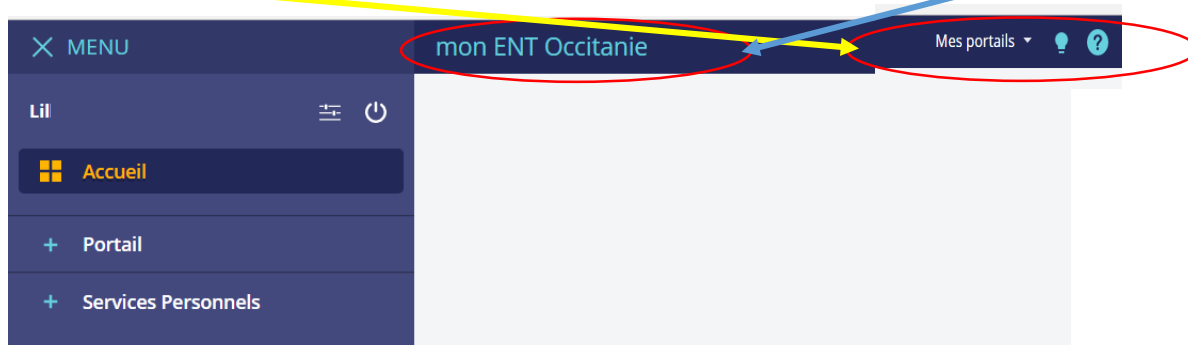 MENU
mon ENT Occitanie
Mes portails
?
Lil
Accueil
+ Portail
+ Services Personnels